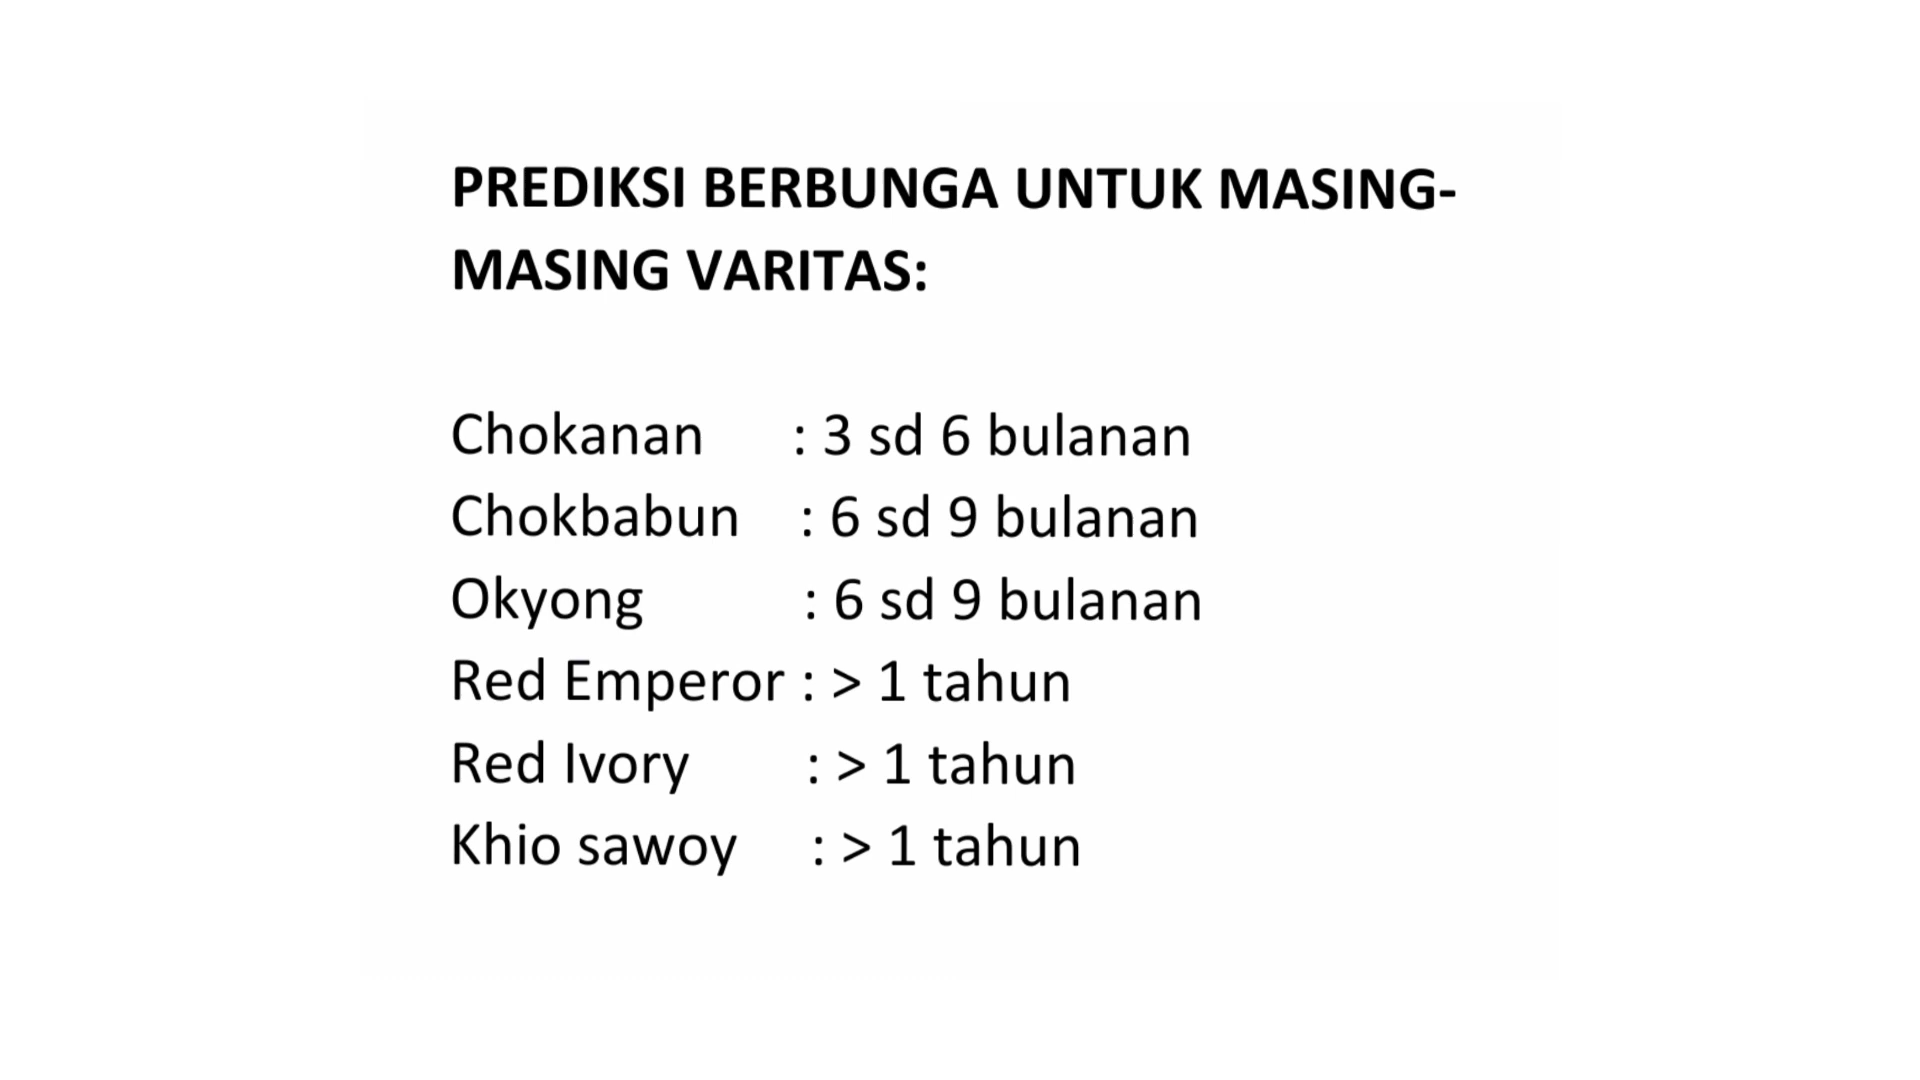 PREDIKSI BERBUNGA UNTUK MASING-
MASING VARITAS:
Chokanan : 3 sd 6 bulanan
Chokbabun : 6 sd 9 bulanan
Okyong : 6 sd 9 bulanan
Red Emperor : > 1 tahun
Red Ivory : > 1 tahun
Khio sawoy : > 1 tahun